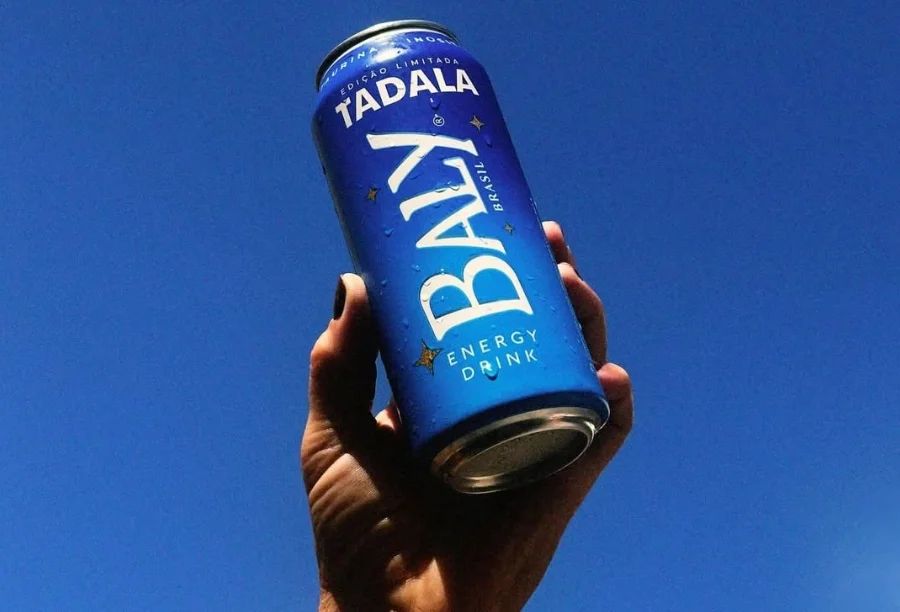 EDIÇÃO LIMITADA
TADALA
BALY ®
BRASIL
ENERGY
DRINK